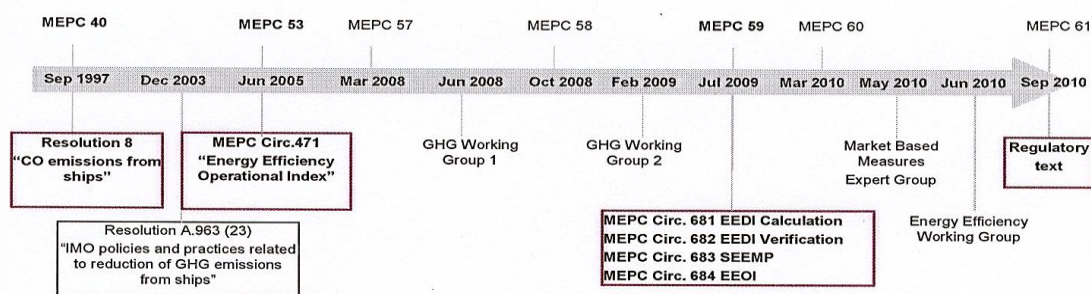 MEPC 40
MEPC 53
MEPC 57
MEPC 58
MEPC 59
MEPC 60
MEPC 61
Sep 1997
Dec 2003
Jun 2005
Mar 2008
Jun 2008
Oct 2008
Feb 2009
Jul 2009
Mar 2010
May 2010
Jun 2010
Sep 2010
Resolution 8
“CO emissions from
ships”
MEPC Circ.471
“Energy Efficiency
Operational Index”
GHG Working
Group 1
GHG Working
Group 2
Market Based
Measures
Expert Group
Regulatory
text
Resolution A.963 (23)
“IMO policies and practices related
to reduction of GHG emissions
from ships”
MEPC Circ. 681 EEDI Calculation
MEPC Circ. 682 EEDI Verification
MEPC Circ. 683 SEEMP
MEPC Circ. 684 EEOI
Energy Efficiency
Working Group